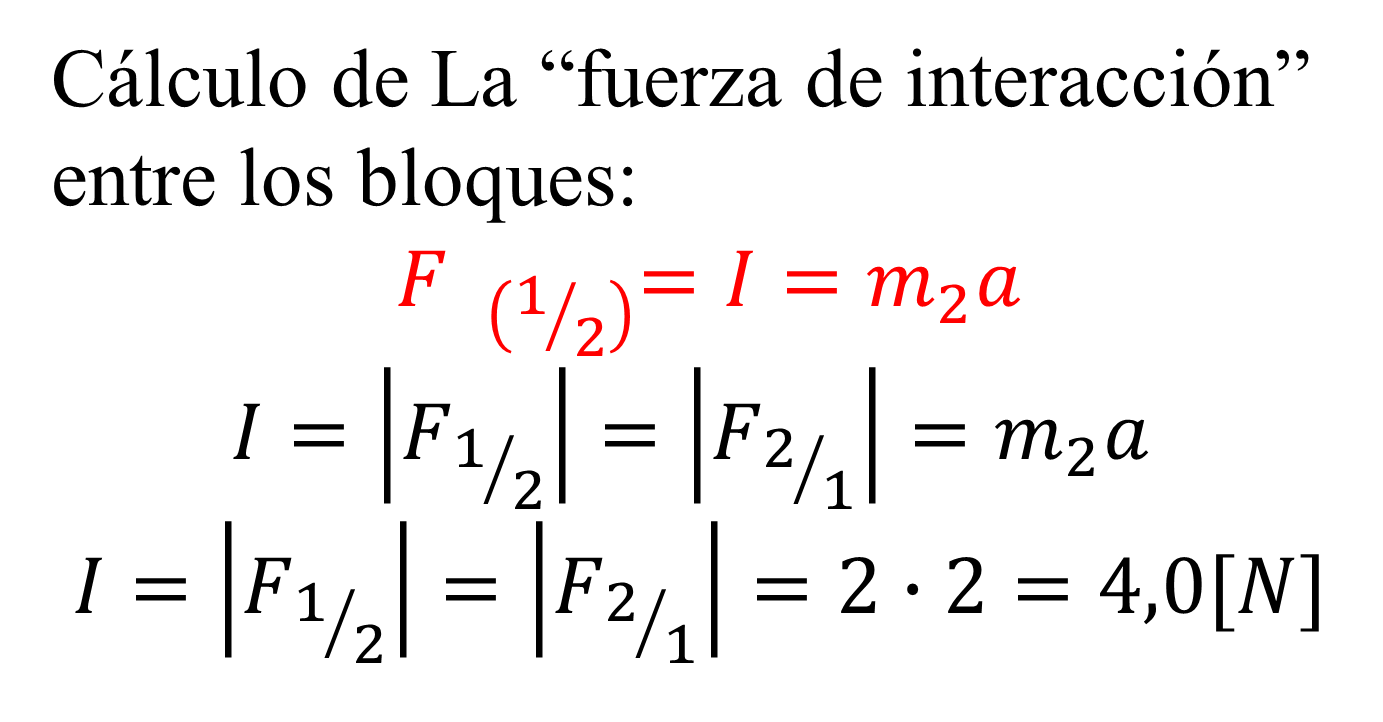 Cálculo de La “fuerza de interacción”
entre los bloques:
F (1/2) = I = m₂a
I = |F₁/₂| = |F₂/₁| = m₂a
I = |F₁/₂| = |F₂/₁| = 2 · 2 = 4,0[N]